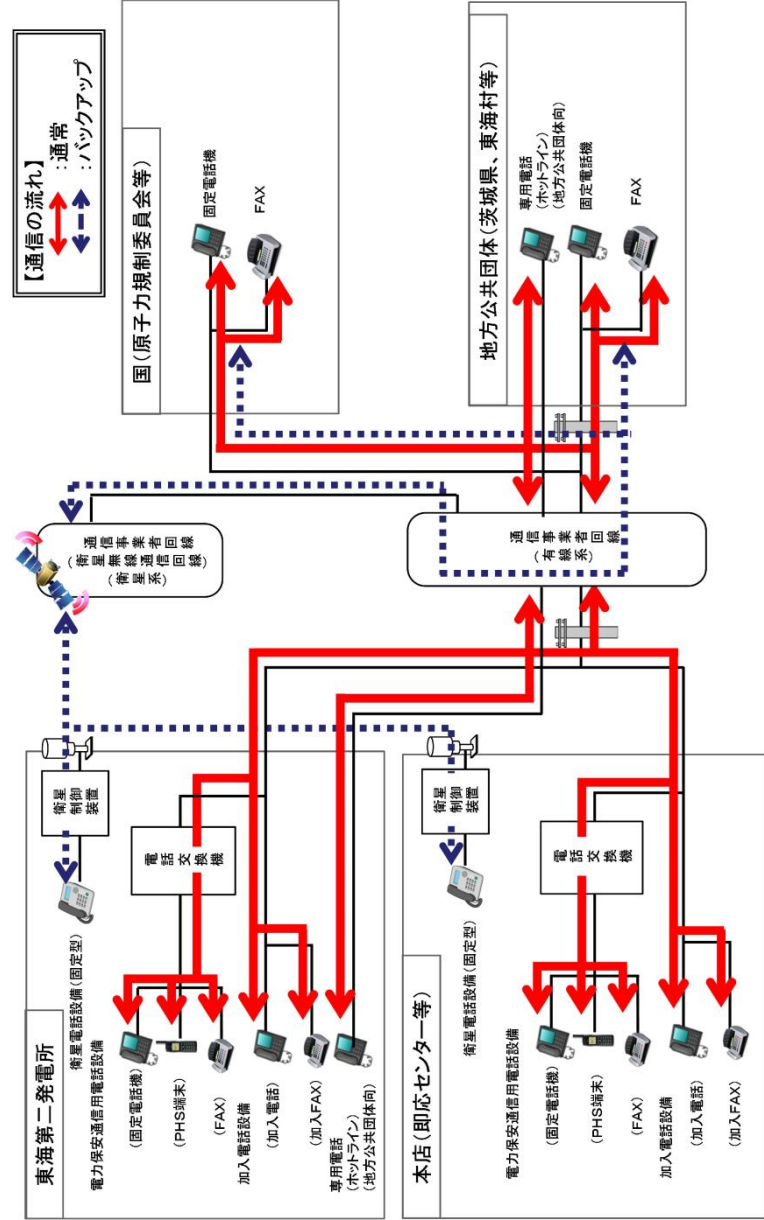 【通信の流れ】
:通常
:バックアップ
東海第二発電所
衛星電話設備(固定型)
衛星
制御
装置
電力保安通信用電話設備
(固定電話機)
(PHS端末)
(FAX)
電話
交換
機
加入電話設備
(加入電話)
(加入FAX)
専用電話
(ホットライン)
(地方公共団体向)
本店(即応センター等)
衛星電話設備(固定型)
衛星
制御
装置
電力保安通信用電話設備
(固定電話機)
(PHS端末)
(FAX)
電話
交換
機
加入電話設備
(加入電話)
(加入FAX)
通信事業者回線
(衛星無線通信回線)
(衛星系)
通信事業者回線
(有線系)
国(原子力規制委員会等)
固定電話機
FAX
地方公共団体(茨城県、東海村等)
専用電話
(ホットライン)
(地方公共団体向)
固定電話機
FAX